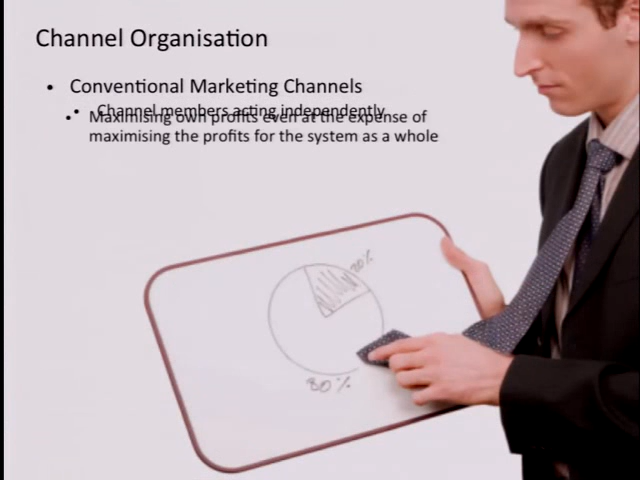 Channel Organisation
• Conventional Marketing Channels
• Channel members acting independently
• Maximising own profits even at the expense of
maximising the profits for the system as a whole
20%
80%